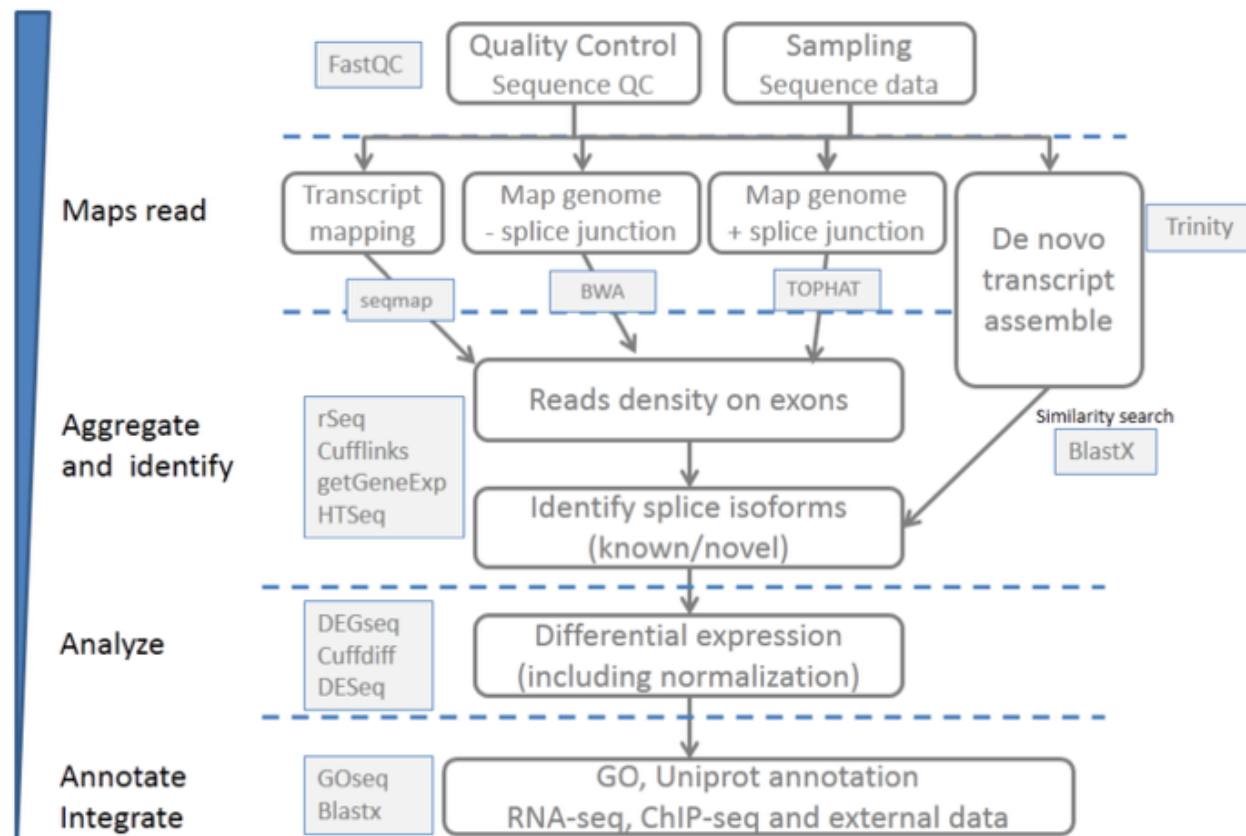 FastQC
Quality Control
Sequence QC
Sampling
Sequence data
Maps read
Transcript
mapping
Map genome
- splice junction
Map genome
+ splice junction
De novo
transcript
assemble
Trinity
seqmap
BWA
TOPHAT
Aggregate
and identify
rSeq
Cufflinks
getGeneExp
HTSeq
Reads density on exons
Similarity search
BlastX
Identify splice isoforms
(known/novel)
Analyze
DEGseq
Cuffdiff
DESeq
Differential expression
(including normalization)
Annotate
Integrate
GOseq
Blastx
GO, Uniprot annotation
RNA-seq, ChIP-seq and external data